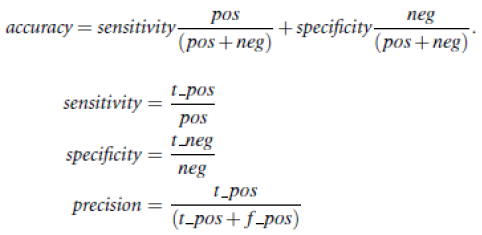 accuracy = sensitivity pos/(pos + neg) + specificity neg/(pos + neg).
sensitivity = t_pos/pos
specificity = t_neg/neg
precision = t_pos/(t_pos + f_pos)